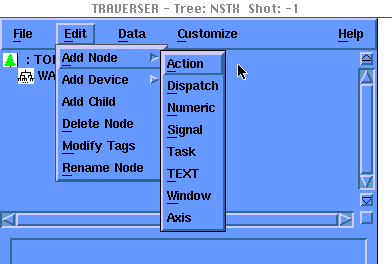 TRAVERSER - Tree: NSTX Shot: -1
File Edit Data Customize Help
: TO
WA
Add Node
Add Device
Add Child
Delete Node
Modify Tags
Rename Node
Action
Dispatch
Numeric
Signal
Task
TEXT
Window
Axis